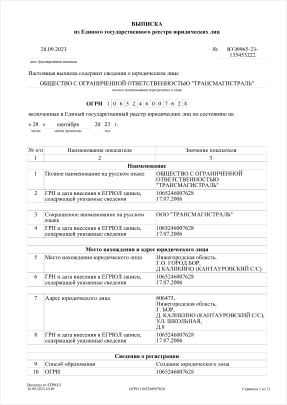 ВЫПИСКА
из Единого государственного реестра юридических лиц
28.09.2023
№
ЮЭ9965-23-
135453222
дата формирования выписки
Настоящая выписка содержит сведения о юридическом лице
ОБЩЕСТВО С ОГРАНИЧЕННОЙ ОТВЕТСТВЕННОСТЬЮ "ТРАНСМАГИСТРАЛЬ"
полное наименование юридического лица
ОГРН 1 0 6 5 2 4 6 0 0 7 6 2 8
включенные в Единый государственный реестр юридических лиц по состоянию на
« 28 » сентября 20 23 г.
число месяц прописью год
№ п/п Наименование показателя Значение показателя
1 2 3
Наименование
1 Полное наименование на русском языке ОБЩЕСТВО С ОГРАНИЧЕННОЙ
ОТВЕТСТВЕННОСТЬЮ
"ТРАНСМАГИСТРАЛЬ"
2 ГРН и дата внесения в ЕГРЮЛ записи, 1065246007628
содержащей указанные сведения 17.07.2006
3 Сокращенное наименование на русском ООО "ТРАНСМАГИСТРАЛЬ"
языке
4 ГРН и дата внесения в ЕГРЮЛ записи, 1065246007628
содержащей указанные сведения 17.07.2006
Место нахождения и адрес юридического лица
5 Место нахождения юридического лица Нижегородская область,
Г.О. ГОРОД БОР,
Д КАЛИКИНО (КАНТАУРОВСКИЙ С/С)
6 ГРН и дата внесения в ЕГРЮЛ записи, 1065246007628
содержащей указанные сведения 17.07.2006
7 Адрес юридического лица 606473,
Нижегородская область,
Г. БОР,
Д. КАЛИКИНО (КАНТАУРОВСКИЙ С/С),
УЛ. ШКОЛЬНАЯ,
Д.8
8 ГРН и дата внесения в ЕГРЮЛ записи, 1065246007628
содержащей указанные сведения 17.07.2006
Сведения о регистрации
9 Способ образования Создание юридического лица
10 ОГРН 1065246007628
Выписка из ЕГРЮЛ
28.09.2023 10:49 ОГРН 1065246007628 Страница 1 из 13